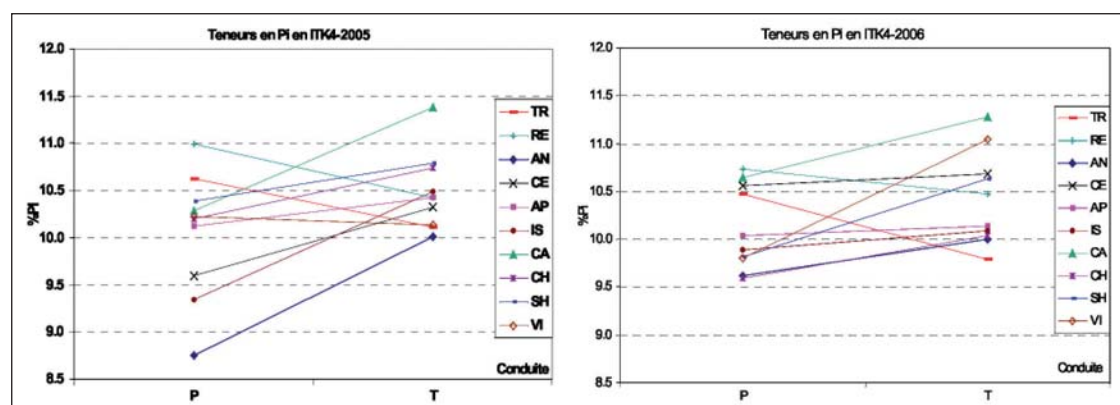 Teneurs en Pi en ITK4-2005
12.0
11.5
11.0
10.5
10.0
9.5
9.0
8.5
%PI
P
T
Conduite
TR
RE
AN
CE
AP
IS
CA
CH
SH
VI
Teneurs en Pi en ITK4-2006
12.0
11.5
11.0
10.5
10.0
9.5
9.0
8.5
%PI
P
T
Conduite
TR
RE
AN
CE
AP
IS
CA
CH
SH
VI